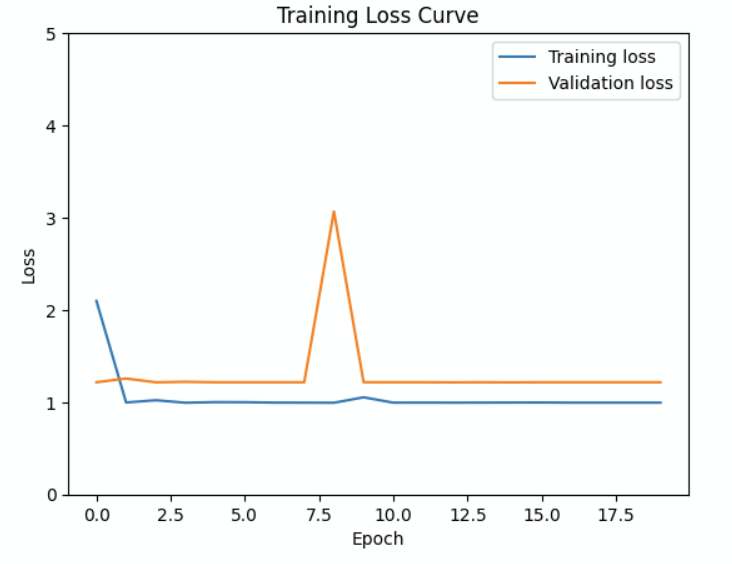 Training Loss Curve
5
4
3
2
1
0
Loss
Training loss
Validation loss
0.0 2.5 5.0 7.5 10.0 12.5 15.0 17.5
Epoch